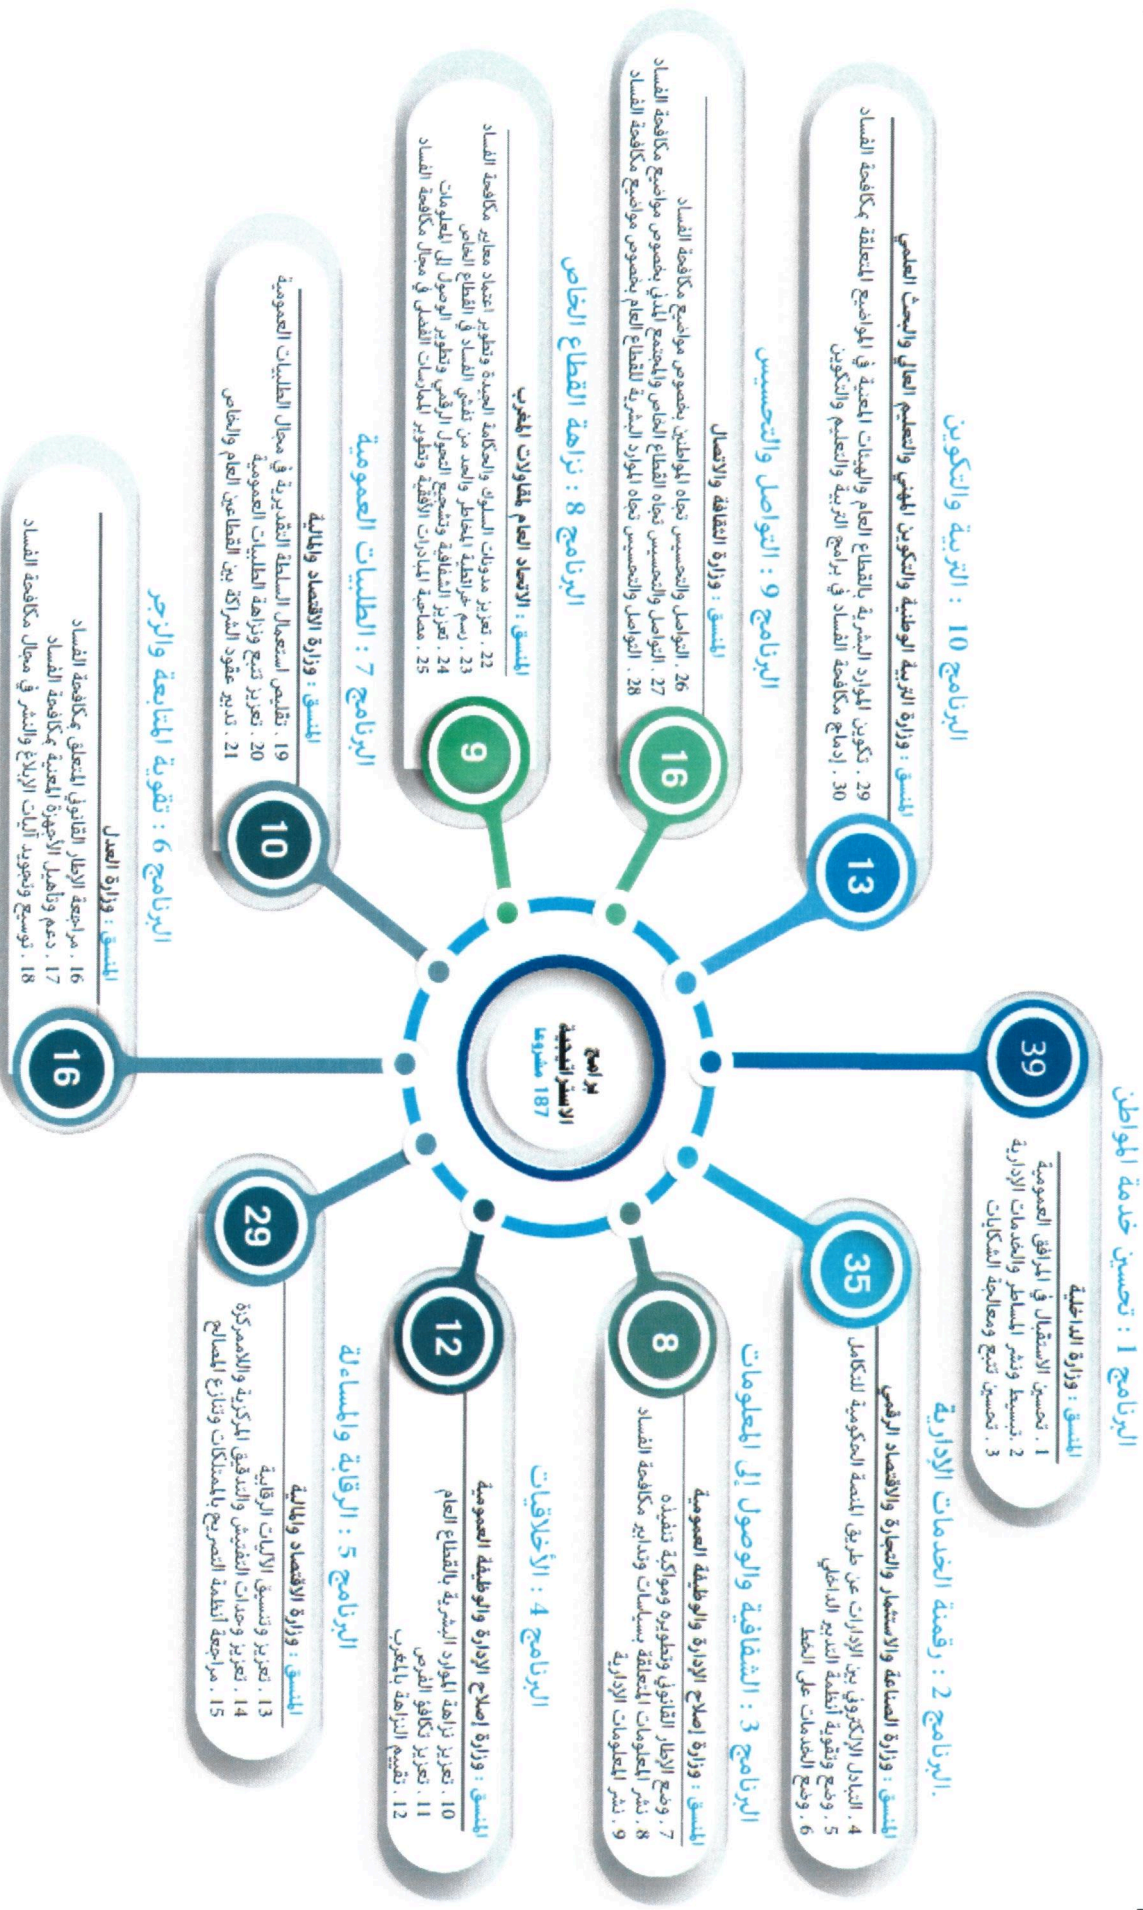 البرنامج 1 : تحسين خدمة المواطن
39
المنسق : وزارة الداخلية
1 . تحسين الاستقبال في المرافق العمومية
2 .تبسيط ونشر المساطر والخدمات الإدارية
3 . تحسين تتبع ومعالجة الشكايات
البرنامج 2 : رقمنة الخدمات الإدارية.
35
المنسق : وزارة الصناعة والاستثمار والتجارة والاقتصاد الرقمي
4 . التبادل الإلكتروني بين الإدارات عن طريق المنصة الحكومية للتكامل
5 . وضع وتقوية أنظمة التدبير الداخلي
6 . وضع الخدمات على الخط
البرنامج 3 : الشفافية والوصول إلى المعلومات
8
المنسق : وزارة إصلاح الإدارة والوظيفة العمومية
7 . وضع الإطار القانوني وتطويره ومواكبة تنفيذه
8 . نشر المعلومات المتعلقة بسياسات وتدابير مكافحة الفساد
9 . نشر المعلومات الإدارية
البرنامج 4 : الأخلاقيات
12
المنسق : وزارة إصلاح الإدارة والوظيفة العمومية
10 . تعزيز نزاهة الموارد البشرية بالقطاع العام
11 . تعزيز تكافؤ الفرص
12 . تقييم النزاهة بالمغرب
البرنامج 5 : الرقابة والمساءلة
29
المنسق : وزارة الاقتصاد والمالية
13 . تعزيز وتنسيق الآليات الرقابية
14 . تعزيز وحدات التفتيش والتدقيق المركزية واللاممركزة
15 . مراجعة أنظمة التصريح بالممتلكات وتنازع المصالح
البرنامج 6 : تقوية المتابعة والزجر
16
المنسق : وزارة العدل
16 . مراجعة الإطار القانوني المتعلق بمكافحة الفساد
17 . دعم وتأهيل الأجهزة المعنية بمكافحة الفساد
18 . توسيع وتجويد آليات الإبلاغ والنشر في مجال مكافحة الفساد
البرنامج 7 : الطلبيات العمومية
10
المنسق : وزارة الاقتصاد والمالية
19 . تقليص استعمال السلطة التقديرية في مجال الطلبيات العمومية
20 . تعزيز تتبع ونزاهة الطلبيات العمومية
21 . تدبير عقود الشراكة بين القطاعين العام والخاص
البرنامج 8 : نزاهة القطاع الخاص
9
المنسق : الاتحاد العام لمقاولات المغرب
22 . تعزيز مدونات السلوك والحكامة الجيدة وتطوير اعتماد معايير مكافحة الفساد
23 . رسم خرائطية المخاطر والحد من تفشي الفساد في القطاع الخاص
24 . تعزيز الشفافية وتشجيع التحول الرقمي وتطوير الوصول إلى المعلومات
25 . مصاحبة المبادرات الأفقية وتطوير الممارسات الفضلى في مجال مكافحة الفساد
البرنامج 9 : التواصل والتحسيس
16
المنسق : وزارة الثقافة والاتصال
26 . التواصل والتحسيس تجاه المواطنين بخصوص مواضيع مكافحة الفساد
27 . التواصل والتحسيس تجاه القطاع الخاص والمجتمع المدني بخصوص مواضيع مكافحة الفساد
28 . التواصل والتحسيس تجاه الموارد البشرية للقطاع العام بخصوص مواضيع مكافحة الفساد
البرنامج 10 : التربية والتكوين
13
المنسق : وزارة التربية الوطنية والتكوين المهني والتعليم العالي والبحث العلمي
29 . تكوين الموارد البشرية بالقطاع العام والهيئات المعنية في المواضيع المتعلقة بمكافحة الفساد
30 . إدماج مكافحة الفساد في برامج التربية والتعليم والتكوين
برامج
الاستراتيجية
187 مشروعا